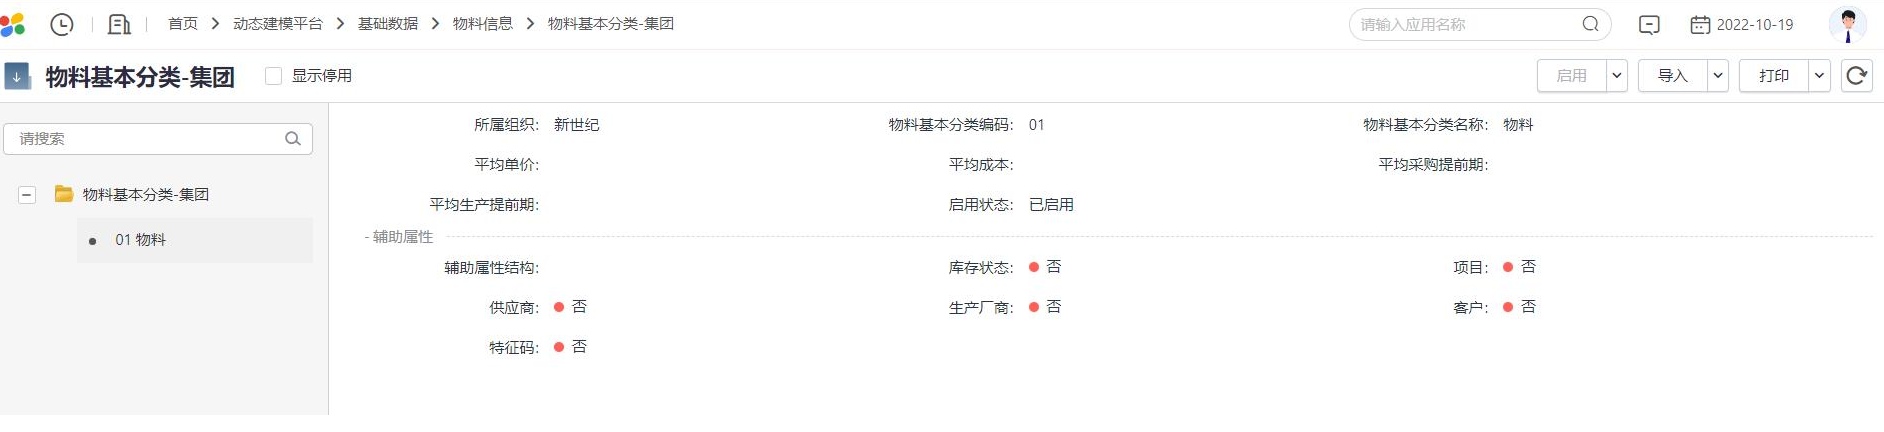 首页 > 动态建模平台 > 基础数据 > 物料信息 > 物料基本分类-集团 请输入应用名称 2022-10-19
物料基本分类-集团 显示停用 启用 导入 打印
请搜索
物料基本分类-集团
01 物料
所属组织: 新世纪 物料基本分类编码: 01 物料基本分类名称: 物料
平均单价: 平均成本: 平均采购提前期:
平均生产提前期: 启用状态: 已启用
- 辅助属性
辅助属性结构: 库存状态: 否 项目: 否
供应商: 否 生产厂商: 否 客户: 否
特征码: 否